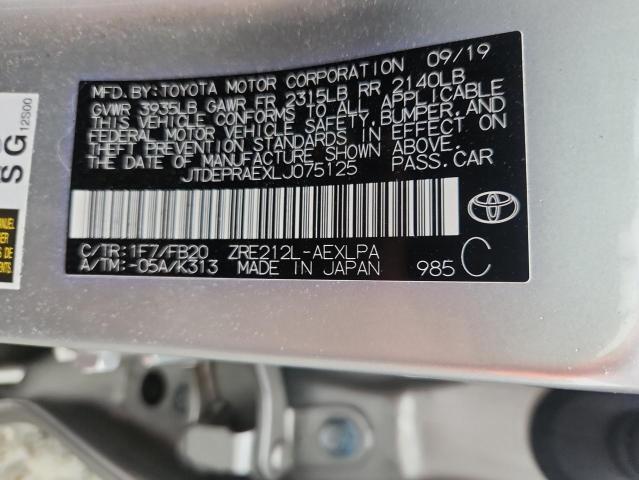 09/19
MFD.BY:TOYOTA MOTOR CORPORATION
GVWR 3935LB GAWR FR 2315LB RR 2140LB
THIS VEHICLE CONFORMS TO ALL APPLICABLE
FEDERAL MOTOR VEHICLE SAFETY,BUMPER,AND
THEFT PREVENTION STANDARDS IN EFFECT ON
THE DATE OF MANUFACTURE SHOWN ABOVE.
JTDEPRAEXLJ075125 PASS.CAR
C/TR:1F7/FB20 ZRE212L-AEXLPA
A/TM:-05A/K313 MADE IN JAPAN 985 C
SG
12S00